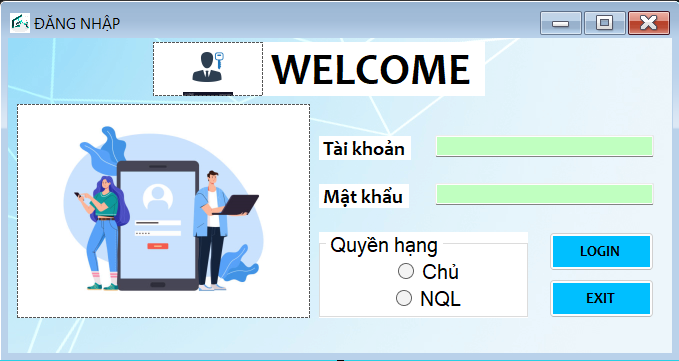 ĐĂNG NHẬP
WELCOME
Tài khoản
Mật khẩu
Quyền hạng
Chủ
NQL
LOGIN
EXIT